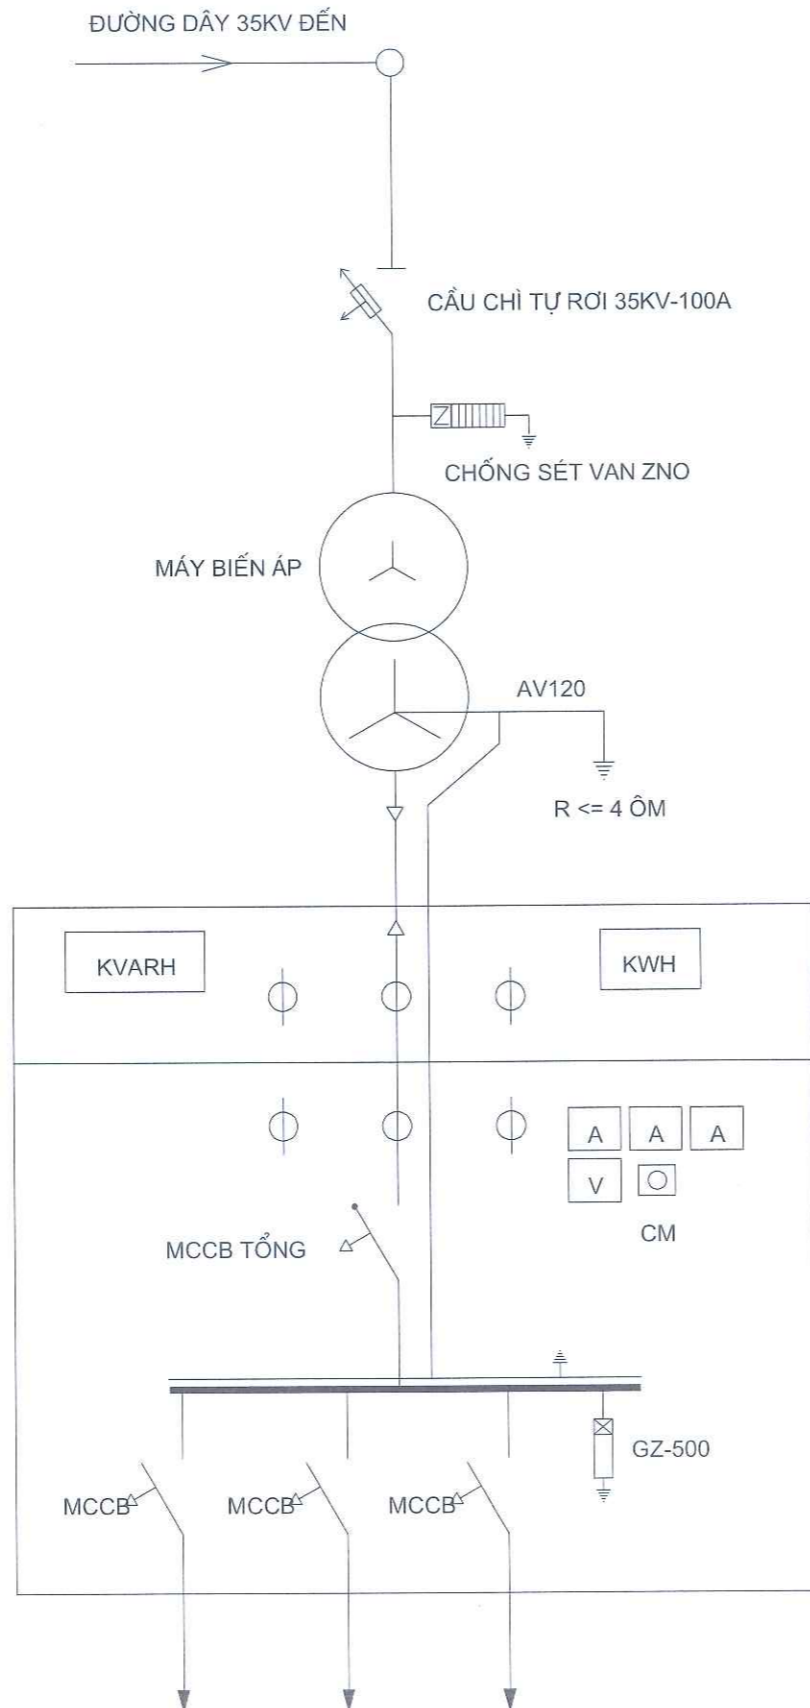 ĐƯỜNG DÂY 35KV ĐẾN
CẦU CHÌ TỰ RƠI 35KV-100A
Z
CHỐNG SÉT VAN ZNO
MÁY BIẾN ÁP
AV120
R <= 4 ÔM
KVARH
KWH
A A A
V
CM
MCCB TỔNG
GZ-500
MCCB MCCB MCCB